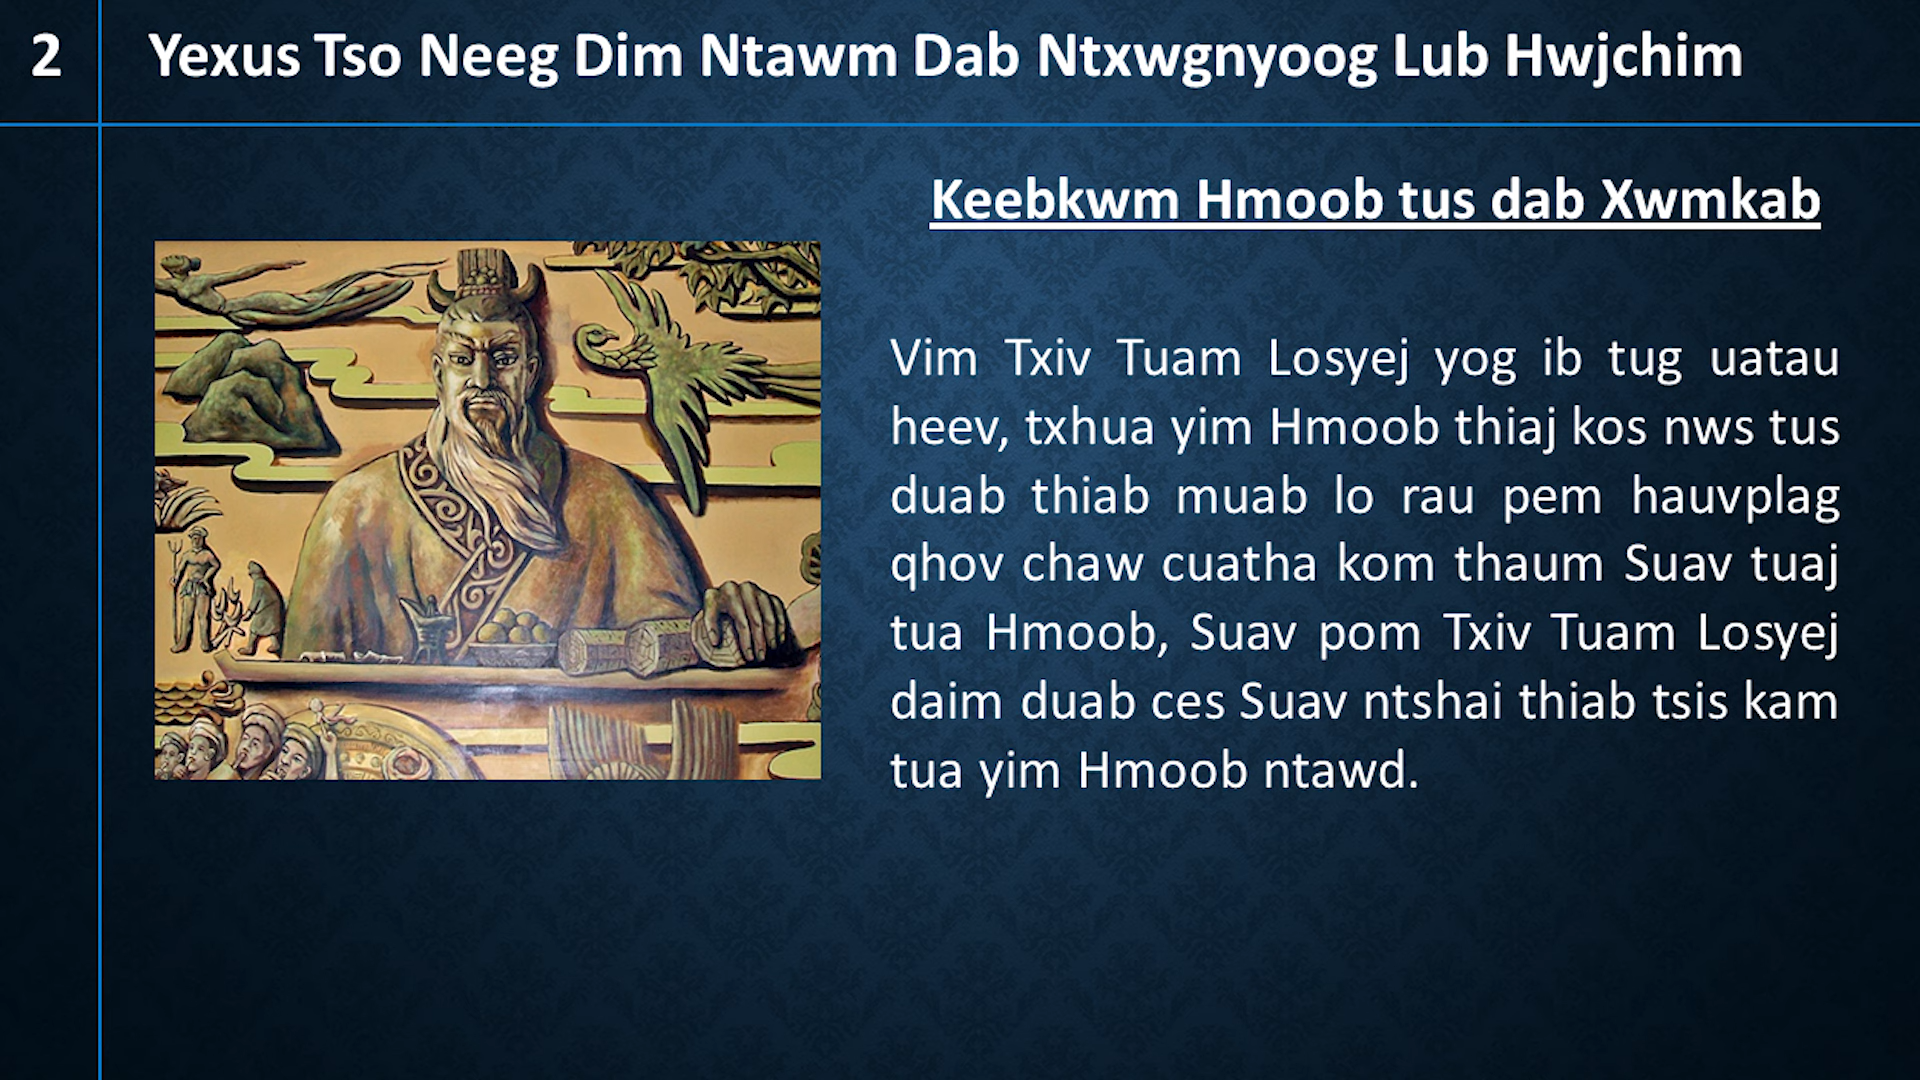 2
Yexus Tso Neeg Dim Ntawm Dab Ntxwgnyoog Lub Hwjchim
Keebkwm Hmoob tus dab Xwmkab
Vim Txiv Tuam Losyej yog ib tug uatau
heev, txhua yim Hmoob thiaj kos nws tus
duab thiab muab lo rau pem hauvplag
qhov chaw cuatha kom thaum Suav tuaj
tua Hmoob, Suav pom Txiv Tuam Losyej
daim duab ces Suav ntshai thiab tsis kam
tua yim Hmoob ntawd.